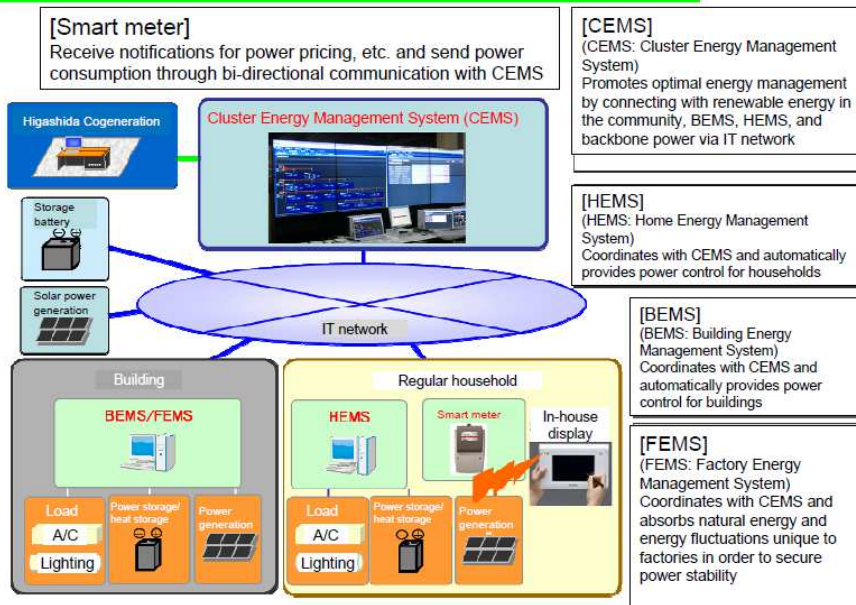 [Smart meter]
Receive notifications for power pricing, etc. and send power
consumption through bi-directional communication with CEMS
[CEMS]
(CEMS: Cluster Energy Management
System)
Promotes optimal energy management
by connecting with renewable energy in
the community, BEMS, HEMS, and
backbone power via IT network
Higashida Cogeneration
Cluster Energy Management System (CEMS)
[HEMS]
(HEMS: Home Energy Management
System)
Coordinates with CEMS and automatically
provides power control for households
Storage
battery
Solar power
generation
IT network
[BEMS]
(BEMS: Building Energy
Management System)
Coordinates with CEMS and
automatically provides power
control for buildings
Building
BEMS/FEMS
Load
A/C
Lighting
Power storage/
heat storage
Power
generation
Regular household
HEMS
Smart meter
In-house
display
Load
A/C
Lighting
Power storage/
heat storage
Power
generation
[FEMS]
(FEMS: Factory Energy
Management System)
Coordinates with CEMS and
absorbs natural energy and
energy fluctuations unique to
factories in order to secure
power stability